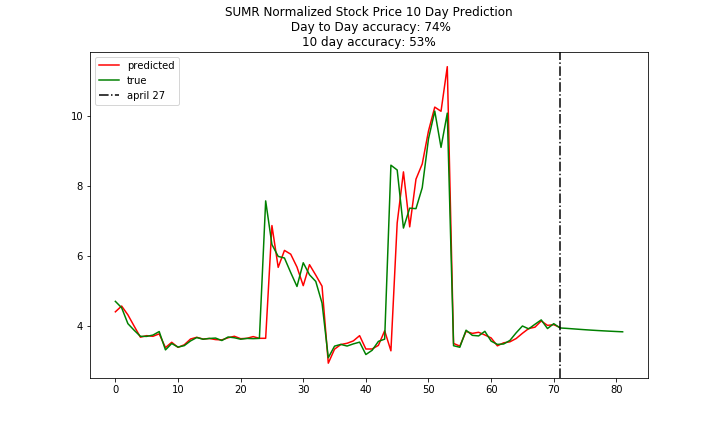 SUMR Normalized Stock Price 10 Day Prediction
Day to Day accuracy: 74%
10 day accuracy: 53%
predicted
true
april 27
10
8
6
4
0
10
20
30
40
50
60
70
80